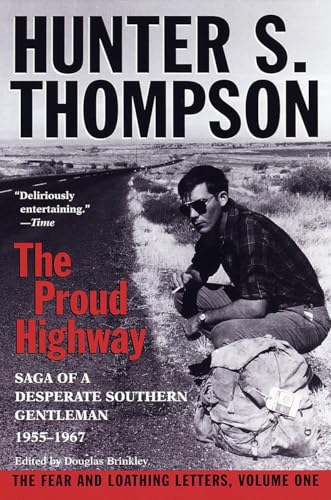 HUNTER S.
THOMPSON
“Deliriously
entertaining.”
—Time
The
Proud
Highway
SAGA OF A
DESPERATE SOUTHERN
GENTLEMAN
1955–1967
Edited by Douglas Brinkley
THE FEAR AND LOATHING LETTERS, VOLUME ONE